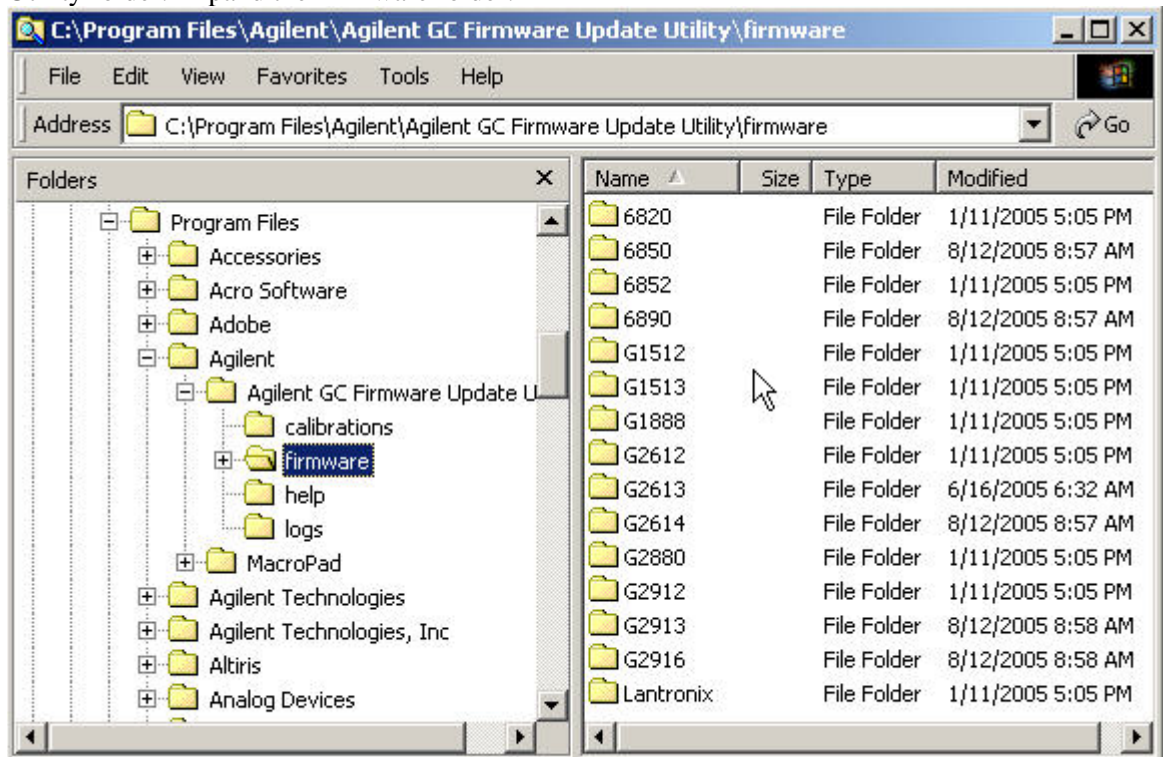 C:\Program Files\Agilent\Agilent GC Firmware Update Utility\firmware
File Edit View Favorites Tools Help
Address C:\Program Files\Agilent\Agilent GC Firmware Update Utility\firmware Go
Folders
Program Files
Accessories
Acro Software
Adobe
Agilent
Agilent GC Firmware Update U
calibrations
firmware
help
logs
MacroPad
Agilent Technologies
Agilent Technologies, Inc
Altiris
Analog Devices
Name Size Type Modified
6820 File Folder 1/11/2005 5:05 PM
6850 File Folder 8/12/2005 8:57 AM
6852 File Folder 1/11/2005 5:05 PM
6890 File Folder 8/12/2005 8:57 AM
G1512 File Folder 1/11/2005 5:05 PM
G1513 File Folder 1/11/2005 5:05 PM
G1888 File Folder 1/11/2005 5:05 PM
G2612 File Folder 1/11/2005 5:05 PM
G2613 File Folder 6/16/2005 6:32 AM
G2614 File Folder 8/12/2005 8:57 AM
G2880 File Folder 1/11/2005 5:05 PM
G2912 File Folder 1/11/2005 5:05 PM
G2913 File Folder 8/12/2005 8:58 AM
G2916 File Folder 8/12/2005 8:58 AM
Lantronix File Folder 1/11/2005 5:05 PM